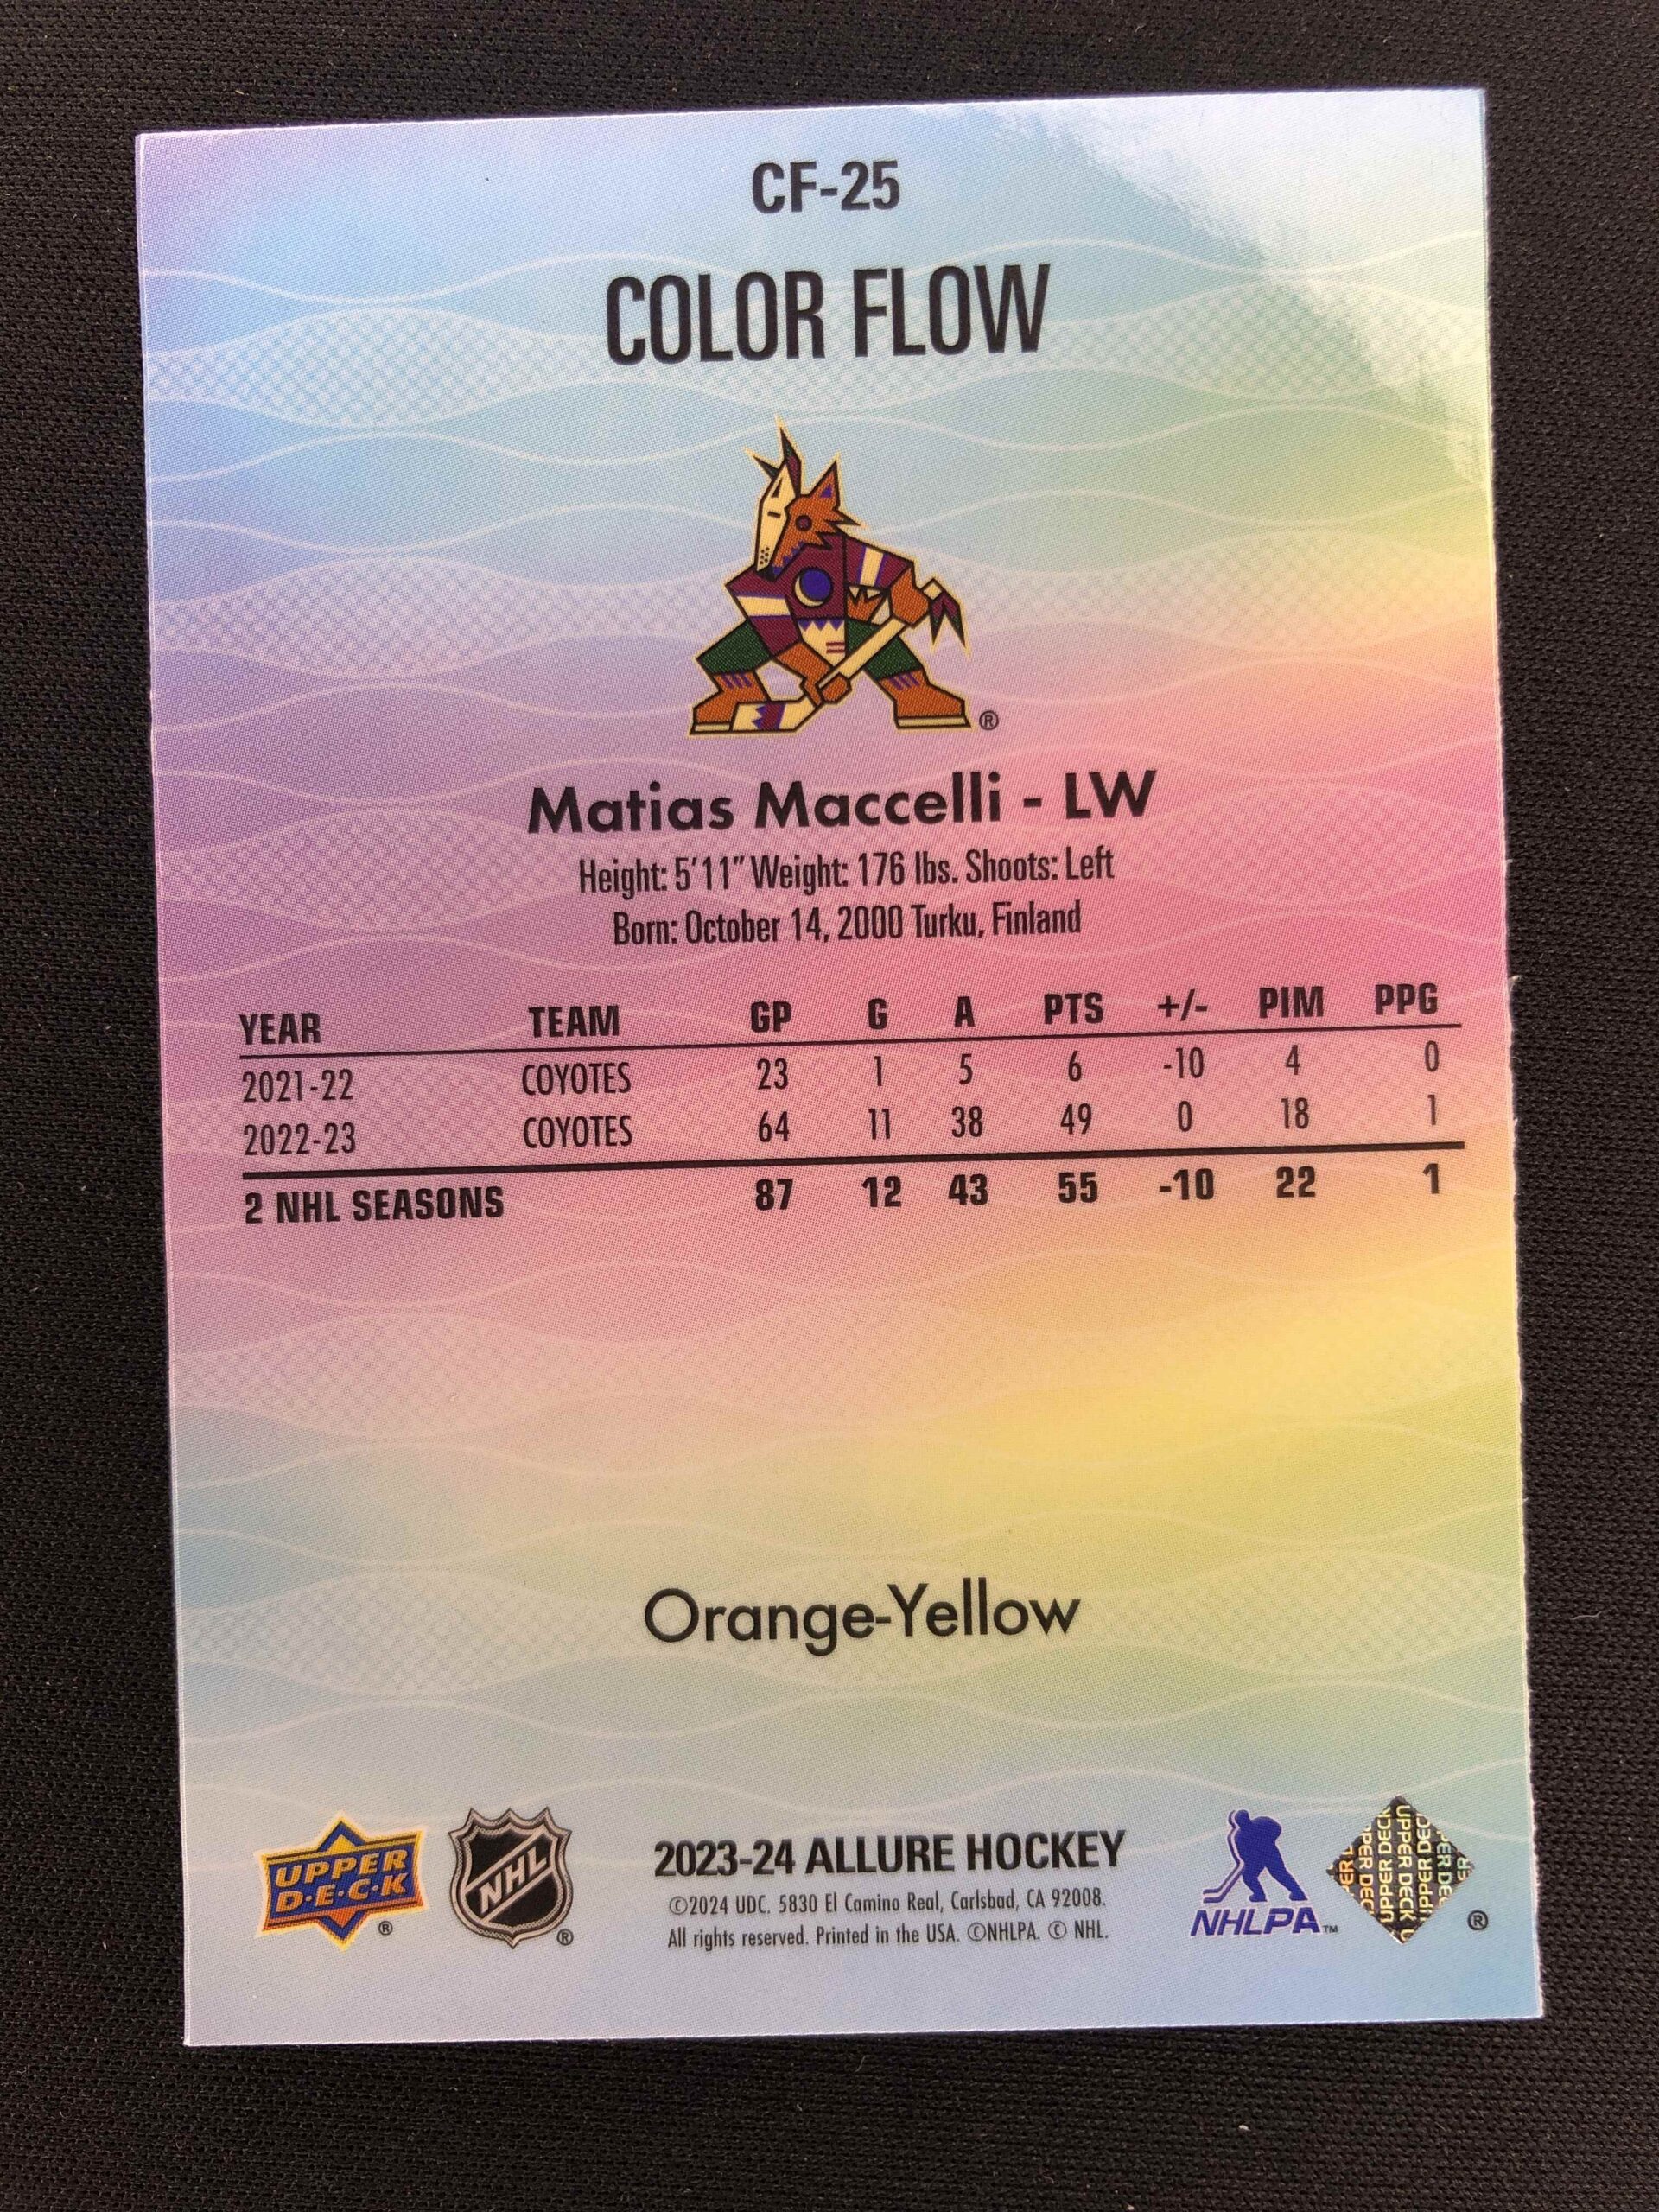 CF-25
COLOR FLOW
®
Matias Maccelli - LW
Height: 5'11" Weight: 176 lbs. Shoots: Left
Born: October 14, 2000 Turku, Finland
YEAR TEAM GP G A PTS +/- PIM PPG
2021-22 COYOTES 23 1 5 6 -10 4 0
2022-23 COYOTES 64 11 38 49 0 18 1
2 NHL SEASONS 87 12 43 55 -10 22 1
Orange-Yellow
UPPER
D·E·C·K ®
NHL ®
2023-24 ALLURE HOCKEY
©2024 UDC. 5830 El Camino Real, Carlsbad, CA 92008.
All rights reserved. Printed in the USA. ©NHLPA. © NHL.
NHLPA™
UPPER DECK
®